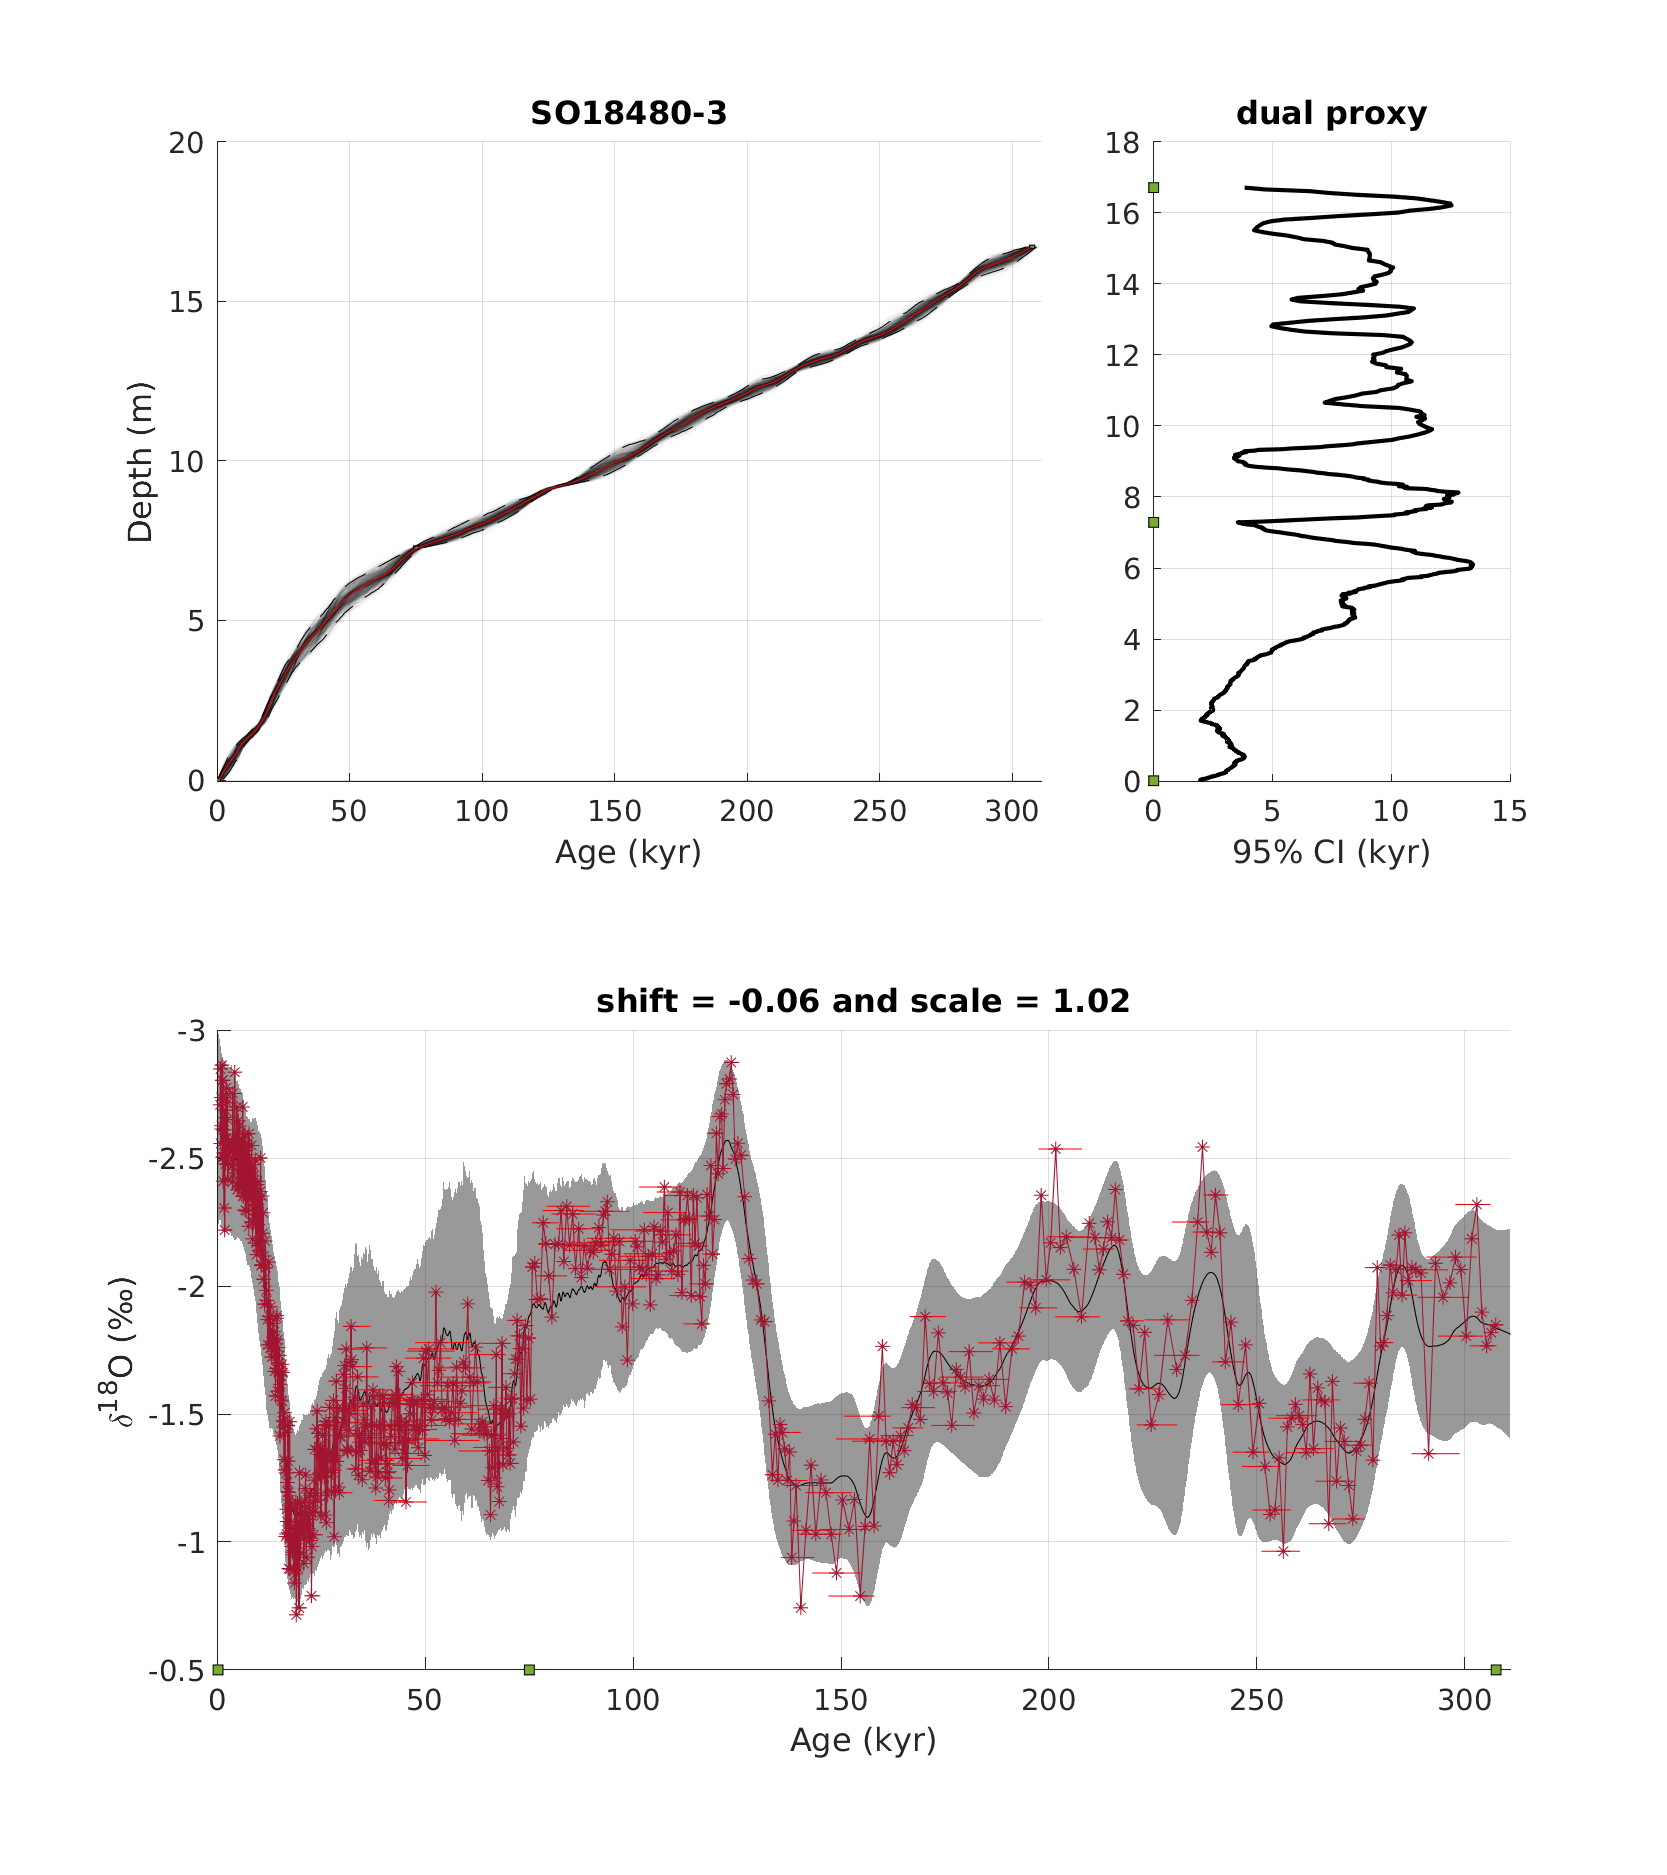 SO18480-3
20
15
10
5
0
Depth (m)
0 50 100 150 200 250 300
Age (kyr)
dual proxy
18
16
14
12
10
8
6
4
2
0
0 5 10 15
95% CI (kyr)
shift = -0.06 and scale = 1.02
-3
-2.5
-2
-1.5
-1
-0.5
δ¹⁸O (‰)
0 50 100 150 200 250 300
Age (kyr)